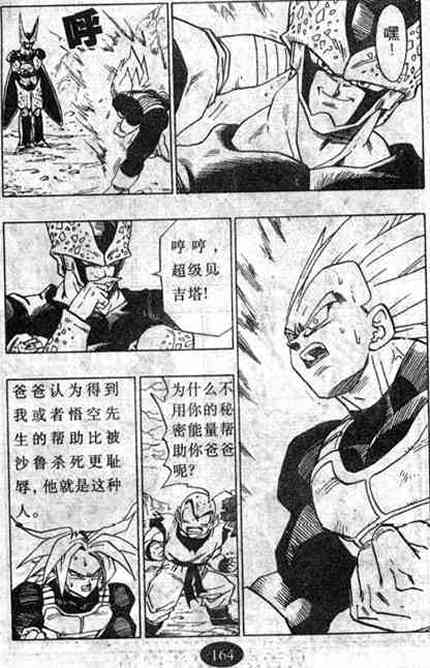 嘿！
呼
哼哼，
超级贝
吉塔！
为什么不
用你的秘
密能量帮
助你爸爸
呢？
爸爸认为得到
我或者悟空先
生的帮助比被
沙鲁杀死更耻
辱，他就是这种
人。
164